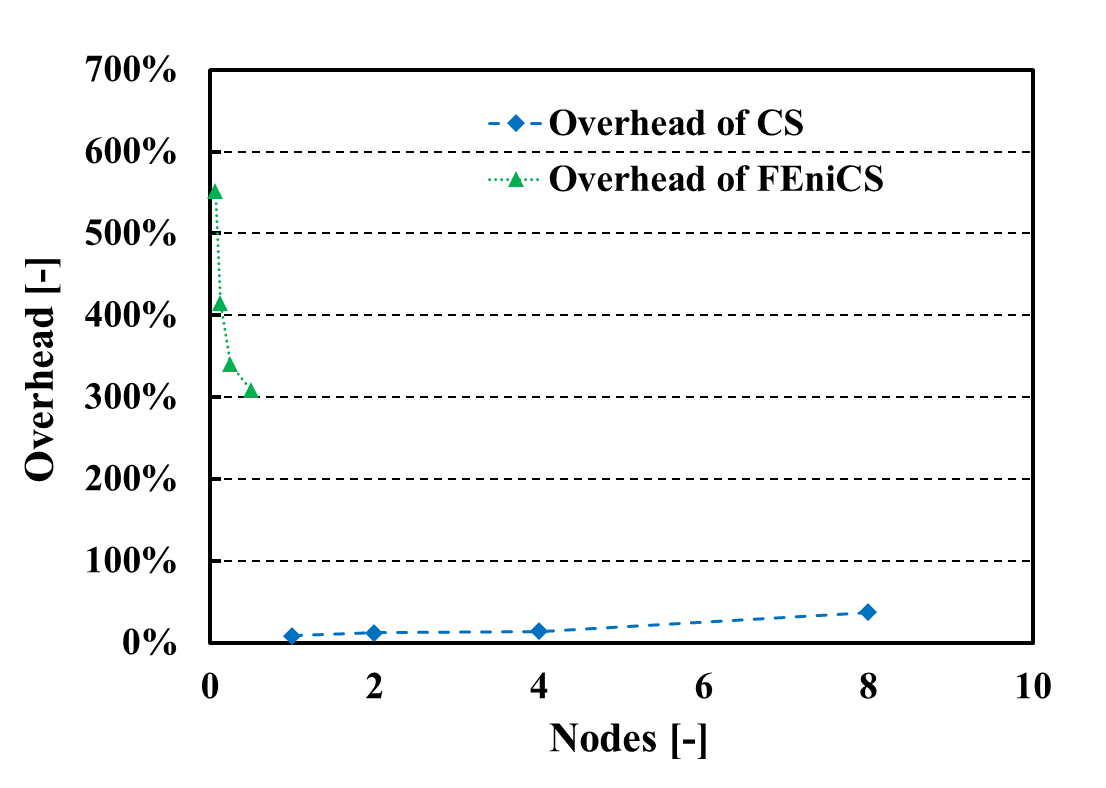 700%
600%
500%
400%
300%
200%
100%
0%
Overhead [-]
Overhead of CS
Overhead of FEniCS
0 2 4 6 8 10
Nodes [-]